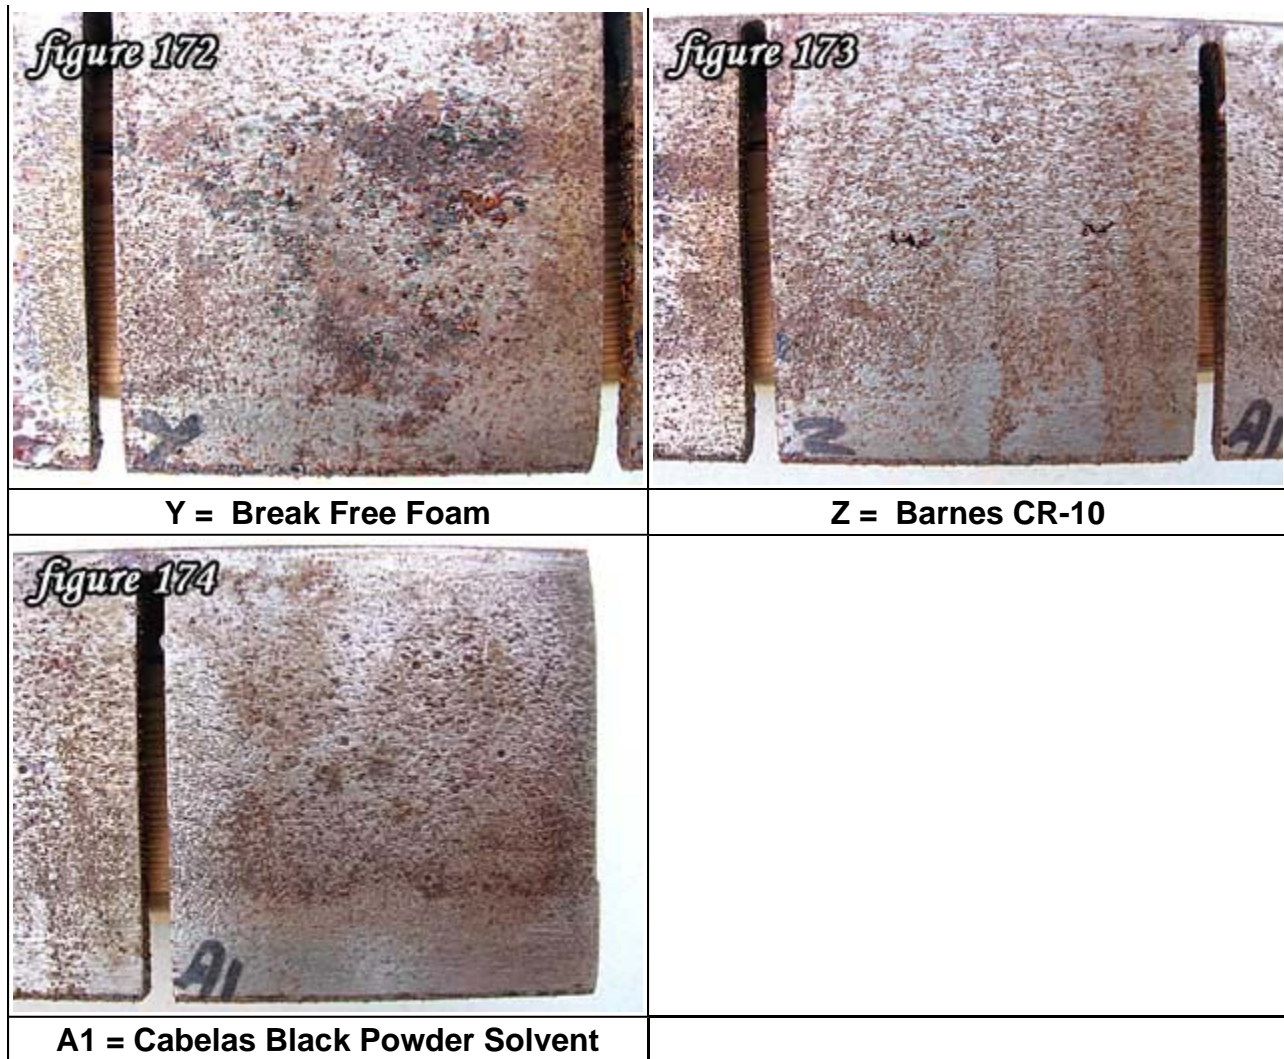 figure 172
figure 173
Y
Z
A1
Y = Break Free Foam
Z = Barnes CR-10
figure 174
A1
A1 = Cabelas Black Powder Solvent